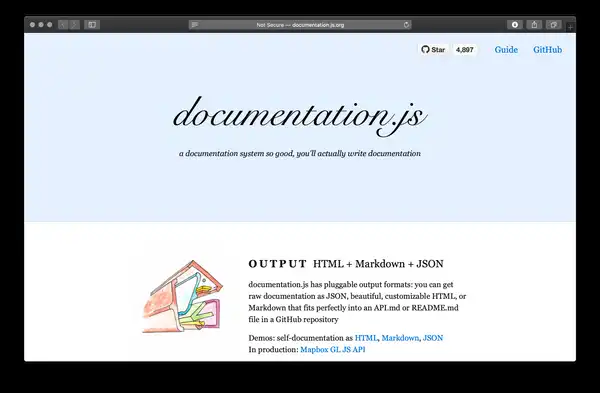 Not Secure — documentation.js.org
Star 4,897 Guide GitHub
documentation.js
a documentation system so good, you'll actually write documentation
OUTPUT HTML + Markdown + JSON
documentation.js has pluggable output formats: you can get
raw documentation as JSON, beautiful, customizable HTML, or
Markdown that fits perfectly into an API.md or README.md
file in a GitHub repository
Demos: self-documentation as HTML, Markdown, JSON
In production: Mapbox GL JS API